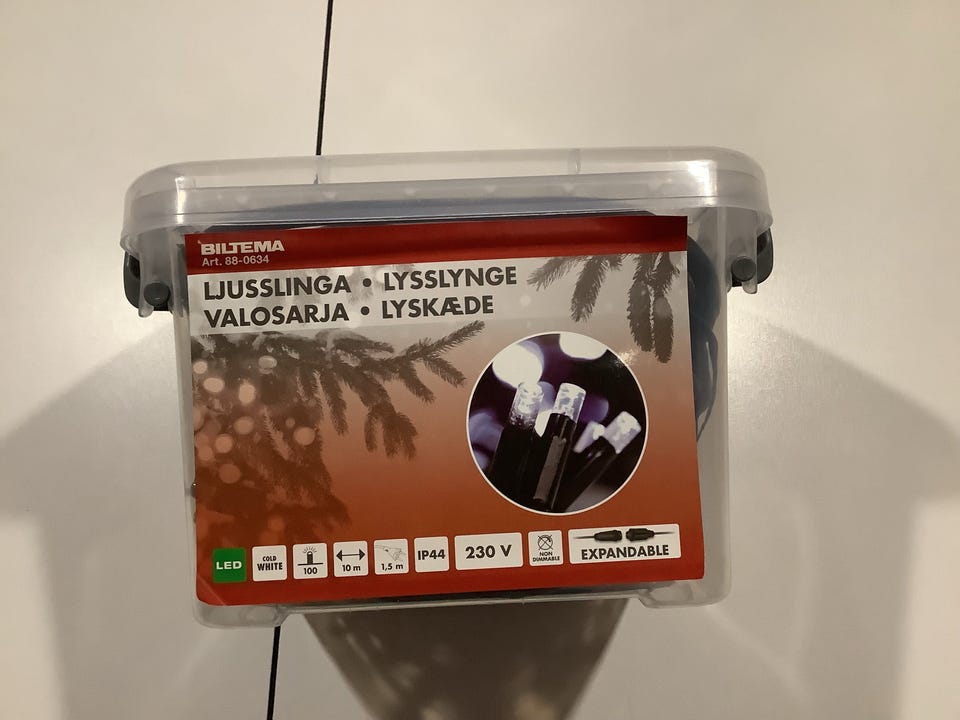 BILTEMA
Art. 88-0634
LJUSSLINGA • LYSSLYNGE
VALOSARJA • LYSKÆDE
LED
COLD WHITE
100
10 m
1,5 m
IP44
230 V
NON DIMMABLE
EXPANDABLE